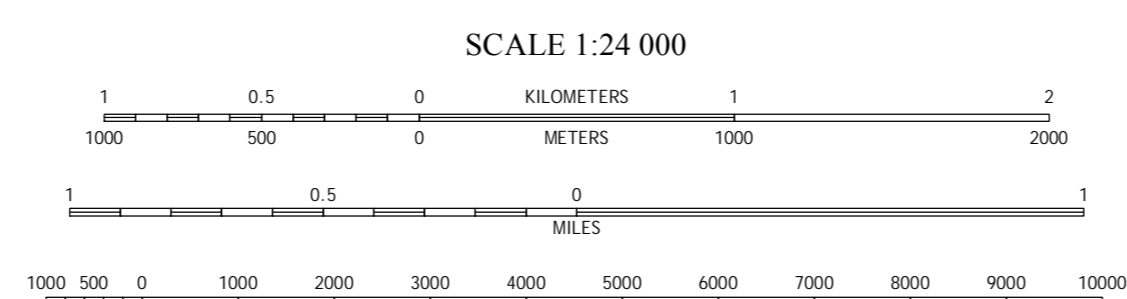 SCALE 1:24 000
1 0.5 0 KILOMETERS 1 2
1000 500 0 METERS 1000 2000
1 0.5 0 1
MILES
1000 500 0 1000 2000 3000 4000 5000 6000 7000 8000 9000 10000